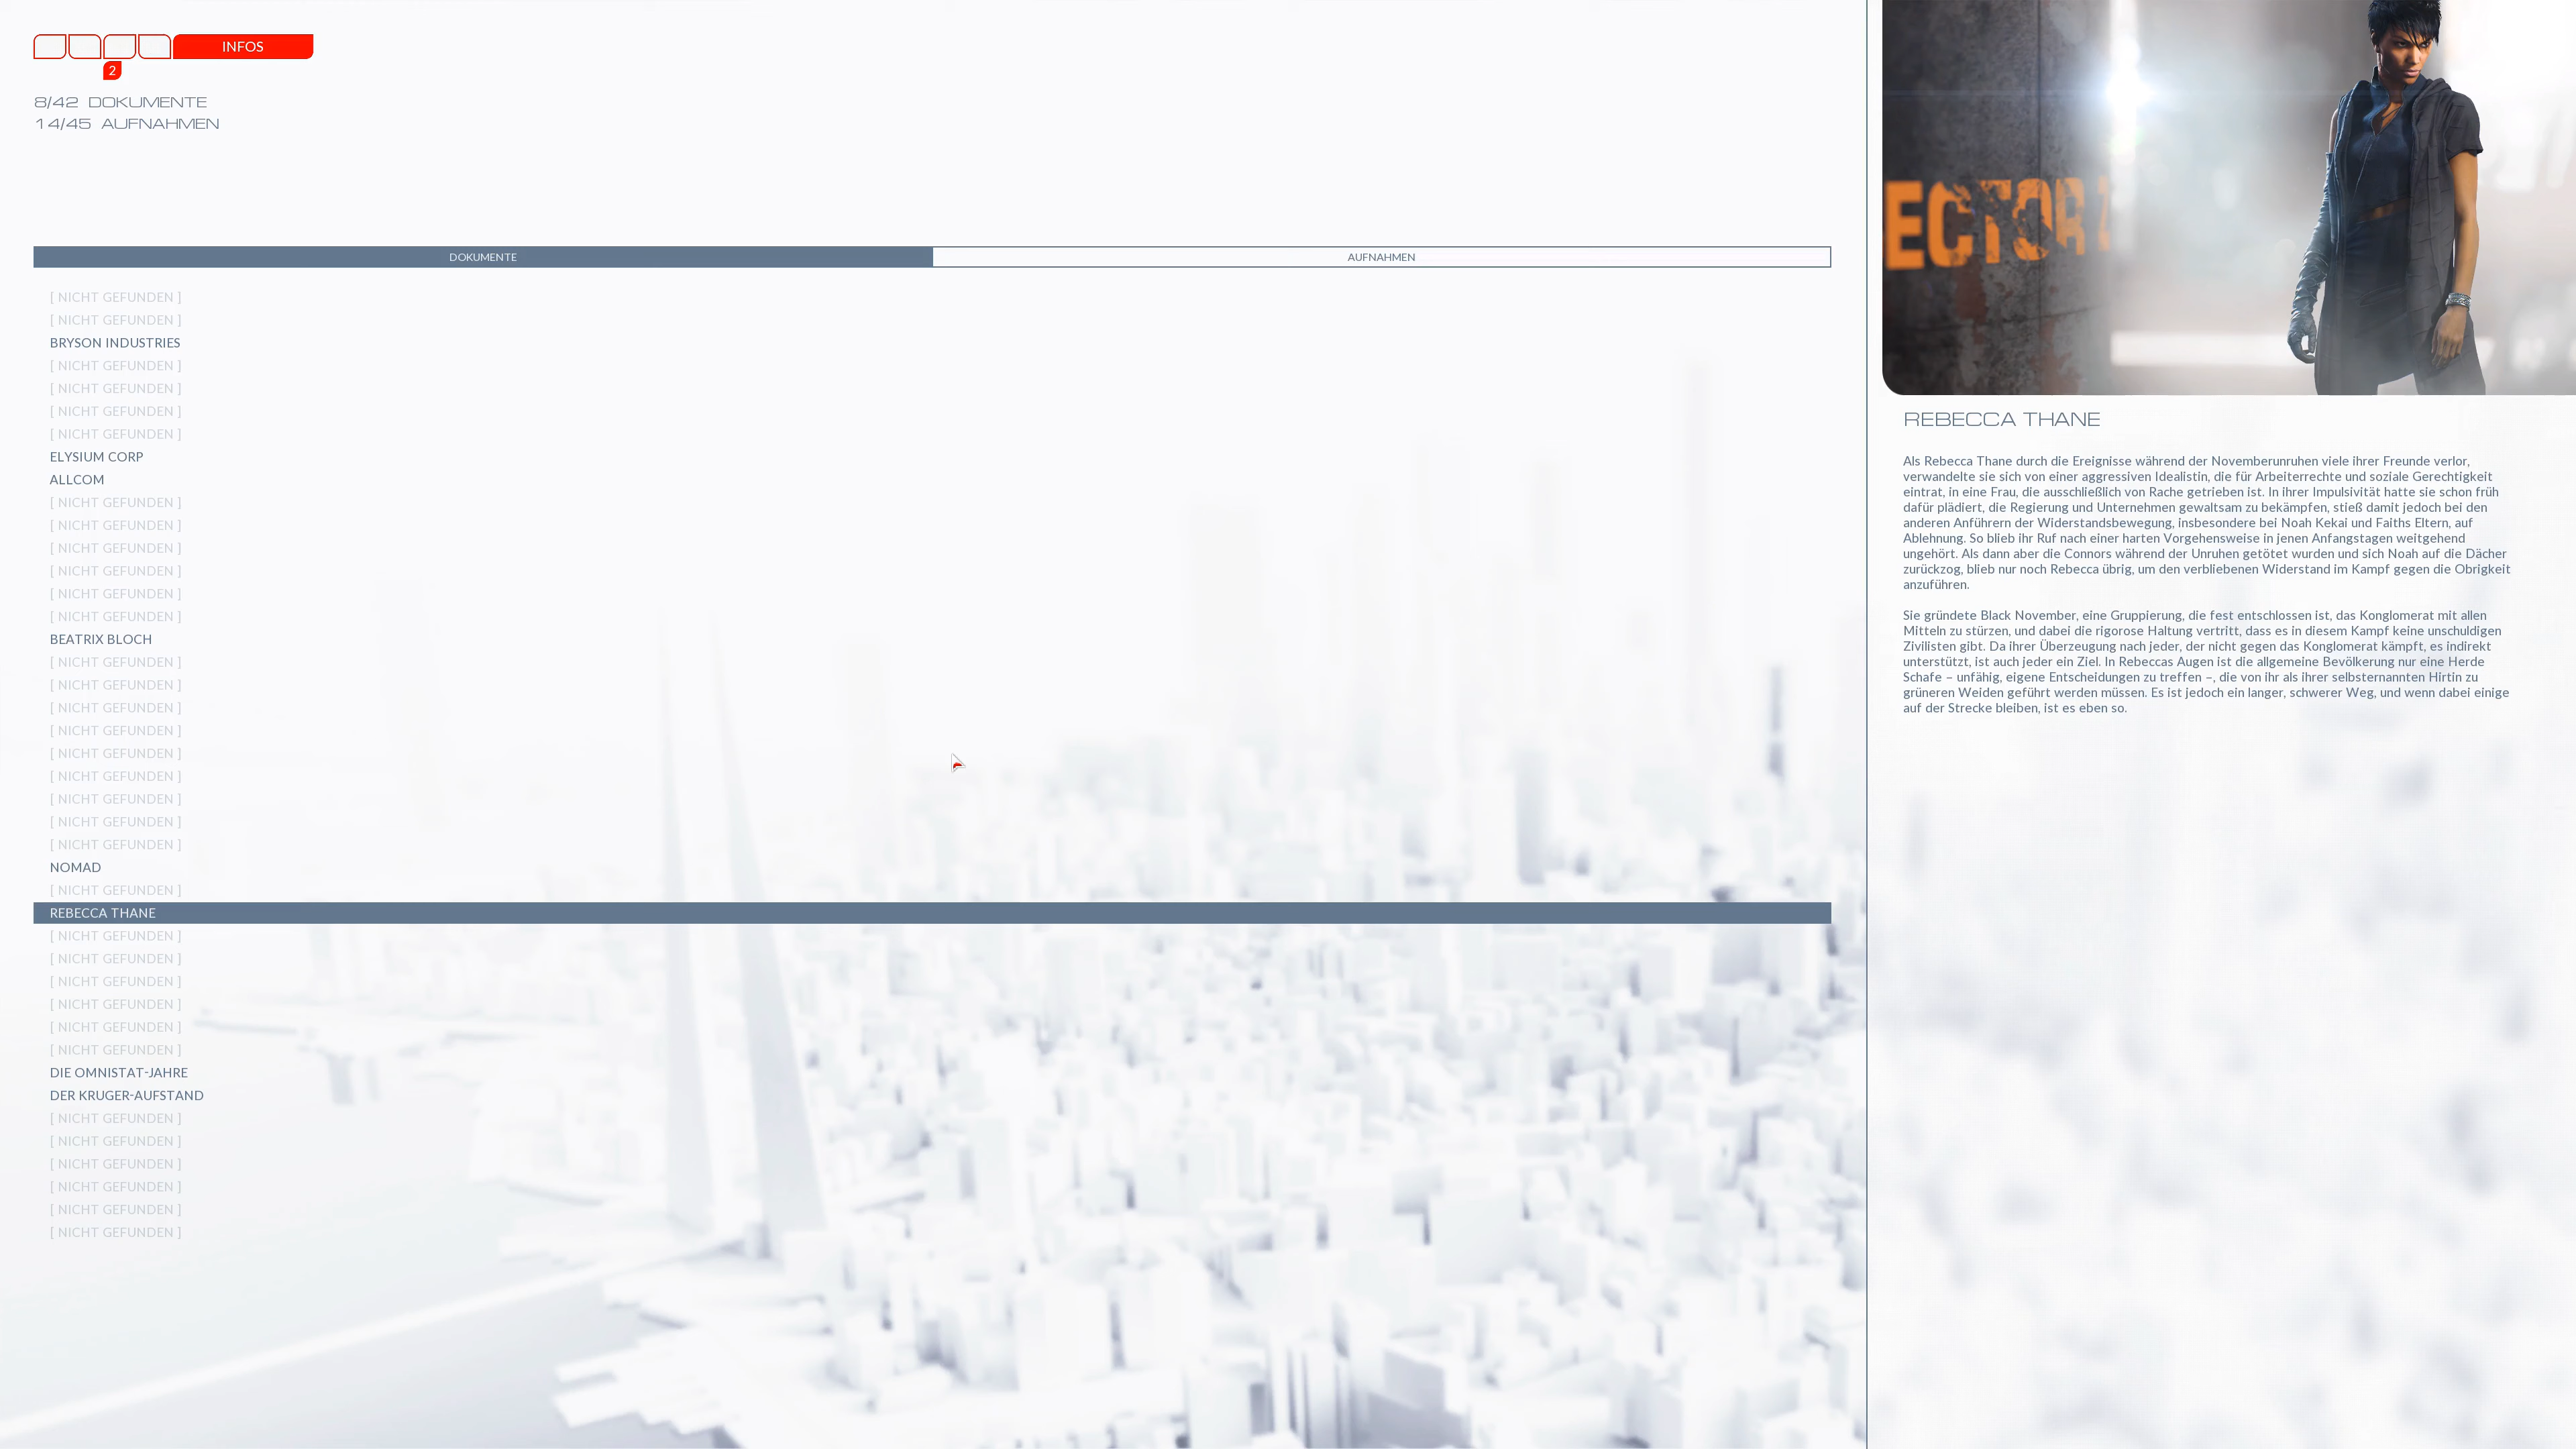 INFOS
2
8/42 DOKUMENTE
14/45 AUFNAHMEN
DOKUMENTE
AUFNAHMEN
[ NICHT GEFUNDEN ]
[ NICHT GEFUNDEN ]
BRYSON INDUSTRIES
[ NICHT GEFUNDEN ]
[ NICHT GEFUNDEN ]
[ NICHT GEFUNDEN ]
[ NICHT GEFUNDEN ]
ELYSIUM CORP
ALLCOM
[ NICHT GEFUNDEN ]
[ NICHT GEFUNDEN ]
[ NICHT GEFUNDEN ]
[ NICHT GEFUNDEN ]
[ NICHT GEFUNDEN ]
[ NICHT GEFUNDEN ]
BEATRIX BLOCH
[ NICHT GEFUNDEN ]
[ NICHT GEFUNDEN ]
[ NICHT GEFUNDEN ]
[ NICHT GEFUNDEN ]
[ NICHT GEFUNDEN ]
[ NICHT GEFUNDEN ]
[ NICHT GEFUNDEN ]
[ NICHT GEFUNDEN ]
[ NICHT GEFUNDEN ]
NOMAD
[ NICHT GEFUNDEN ]
REBECCA THANE
[ NICHT GEFUNDEN ]
[ NICHT GEFUNDEN ]
[ NICHT GEFUNDEN ]
[ NICHT GEFUNDEN ]
[ NICHT GEFUNDEN ]
[ NICHT GEFUNDEN ]
DIE OMNISTAT-JAHRE
DER KRUGER-AUFSTAND
[ NICHT GEFUNDEN ]
[ NICHT GEFUNDEN ]
[ NICHT GEFUNDEN ]
[ NICHT GEFUNDEN ]
[ NICHT GEFUNDEN ]
[ NICHT GEFUNDEN ]
ECTOR
REBECCA THANE
Als Rebecca Thane durch die Ereignisse während der Novemberunruhen viele ihrer Freunde verlor,
verwandelte sie sich von einer aggressiven Idealistin, die für Arbeiterrechte und soziale Gerechtigkeit
eintrat, in eine Frau, die ausschließlich von Rache getrieben ist. In ihrer Impulsivität hatte sie schon früh
dafür plädiert, die Regierung und Unternehmen gewaltsam zu bekämpfen, stieß damit jedoch bei den
anderen Anführern der Widerstandsbewegung, insbesondere bei Noah Kekai und Faiths Eltern, auf
Ablehnung. So blieb ihr Ruf nach einer harten Vorgehensweise in jenen Anfangstagen weitgehend
ungehört. Als dann aber die Connors während der Unruhen getötet wurden und sich Noah auf die Dächer
zurückzog, blieb nur noch Rebecca übrig, um den verbliebenen Widerstand im Kampf gegen die Obrigkeit
anzuführen.
Sie gründete Black November, eine Gruppierung, die fest entschlossen ist, das Konglomerat mit allen
Mitteln zu stürzen, und dabei die rigorose Haltung vertritt, dass es in diesem Kampf keine unschuldigen
Zivilisten gibt. Da ihrer Überzeugung nach jeder, der nicht gegen das Konglomerat kämpft, es indirekt
unterstützt, ist auch jeder ein Ziel. In Rebeccas Augen ist die allgemeine Bevölkerung nur eine Herde
Schafe – unfähig, eigene Entscheidungen zu treffen –, die von ihr als ihrer selbsternannten Hirtin zu
grüneren Weiden geführt werden müssen. Es ist jedoch ein langer, schwerer Weg, und wenn dabei einige
auf der Strecke bleiben, ist es eben so.